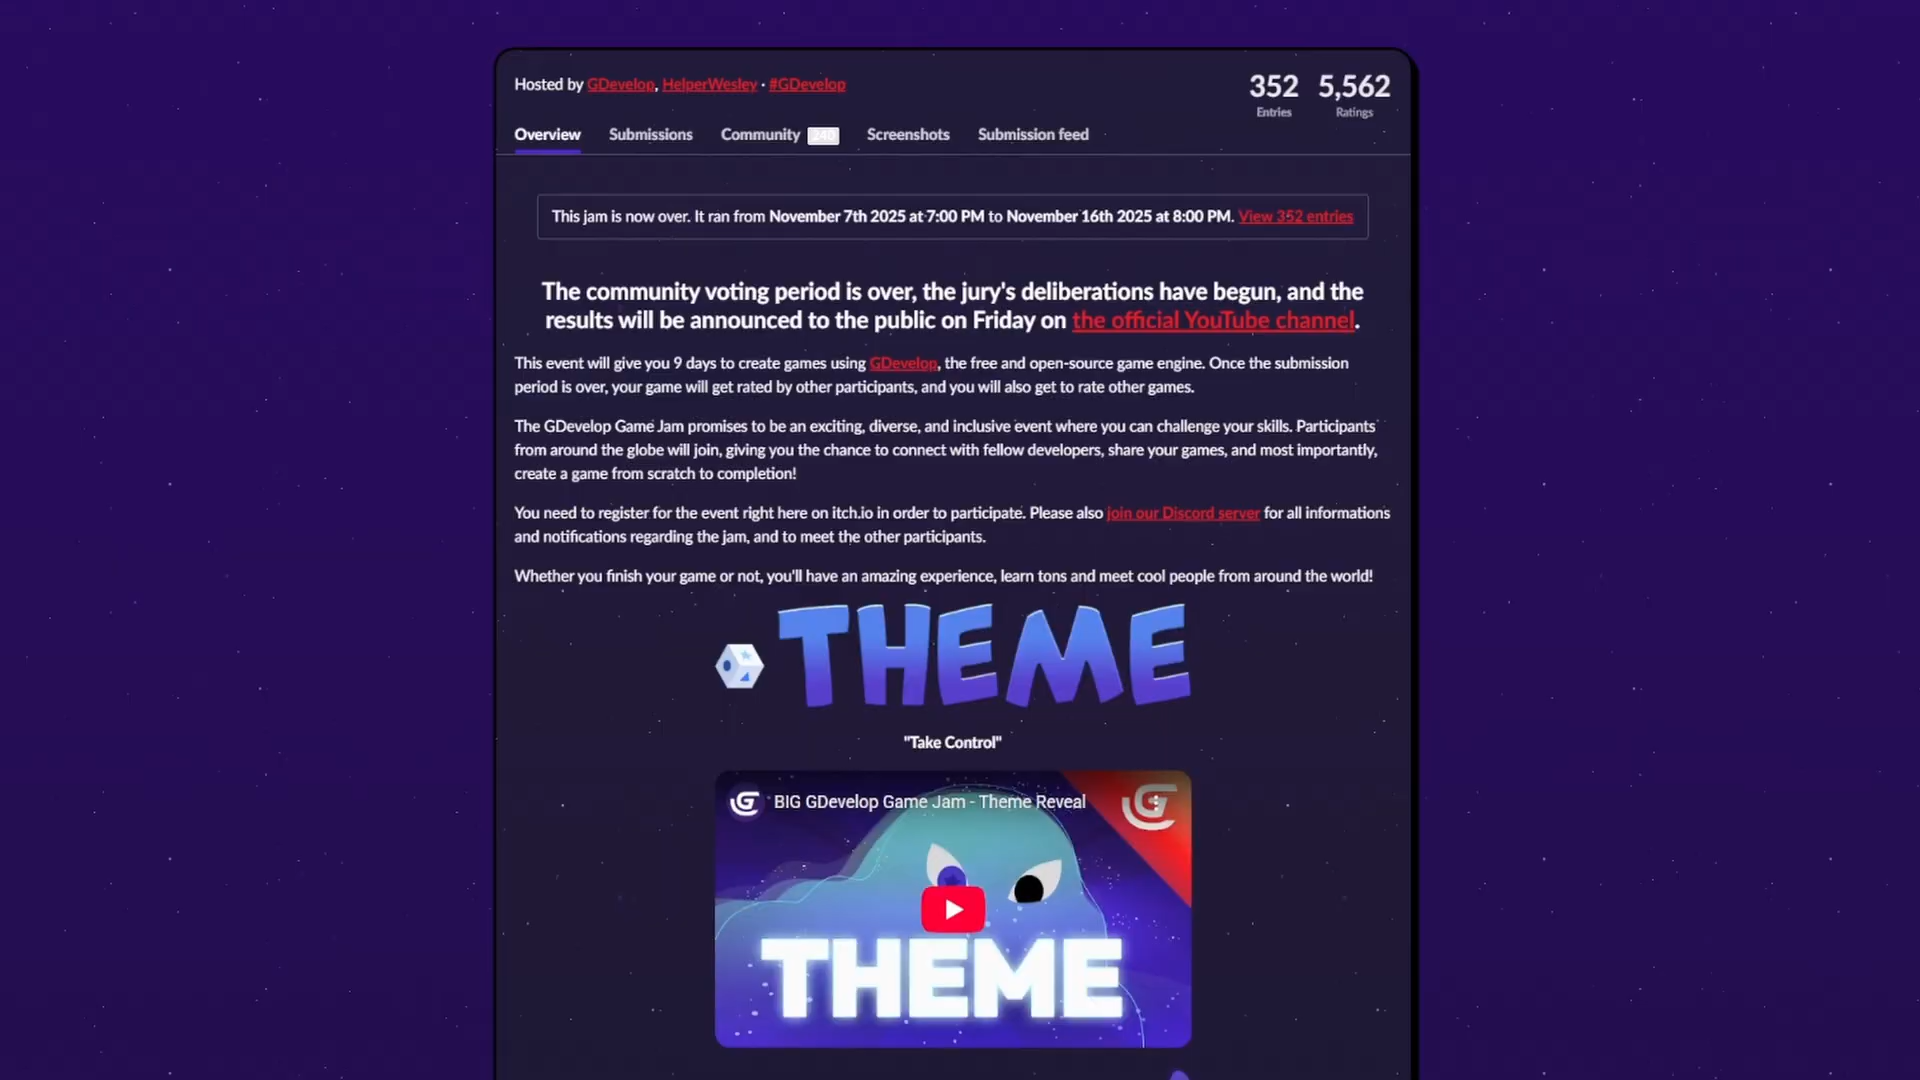 Hosted by GDevelop, HelperWesley · #GDevelop
352 5,562
Entries Ratings
Overview Submissions Community 240 Screenshots Submission feed
This jam is now over. It ran from November 7th 2025 at 7:00 PM to November 16th 2025 at 8:00 PM. View 352 entries
The community voting period is over, the jury's deliberations have begun, and the
results will be announced to the public on Friday on the official YouTube channel.
This event will give you 9 days to create games using GDevelop, the free and open-source game engine. Once the submission
period is over, your game will get rated by other participants, and you will also get to rate other games.
The GDevelop Game Jam promises to be an exciting, diverse, and inclusive event where you can challenge your skills. Participants
from around the globe will join, giving you the chance to connect with fellow developers, share your games, and most importantly,
create a game from scratch to completion!
You need to register for the event right here on itch.io in order to participate. Please also join our Discord server for all informations
and notifications regarding the jam, and to meet the other participants.
Whether you finish your game or not, you'll have an amazing experience, learn tons and meet cool people from around the world!
THEME
"Take Control"
BIG GDevelop Game Jam - Theme Reveal
THEME